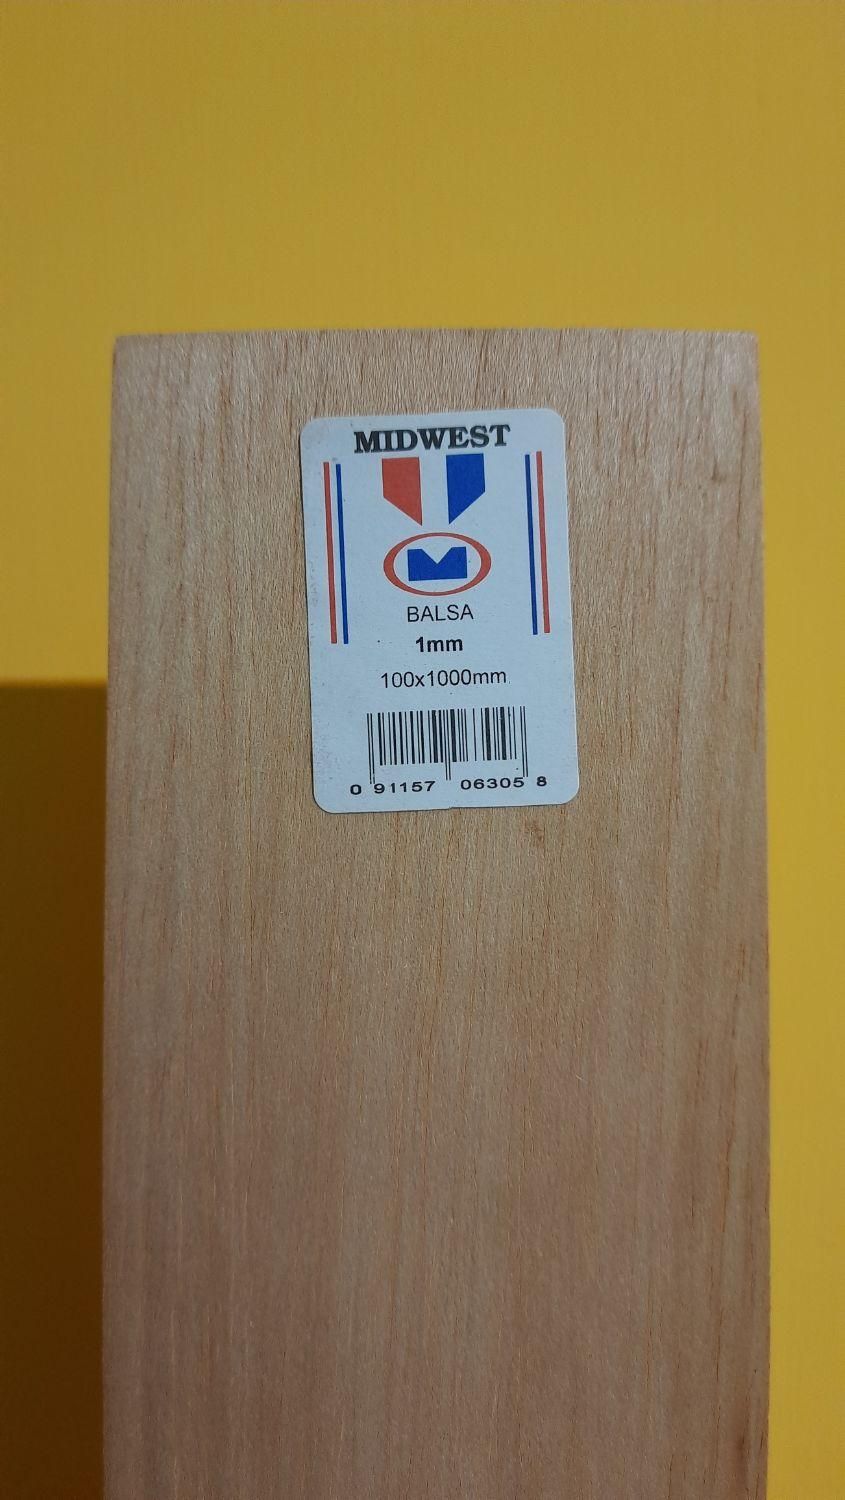 MIDWEST
M
BALSA
1mm
100x1000mm
0 91157 06305 8